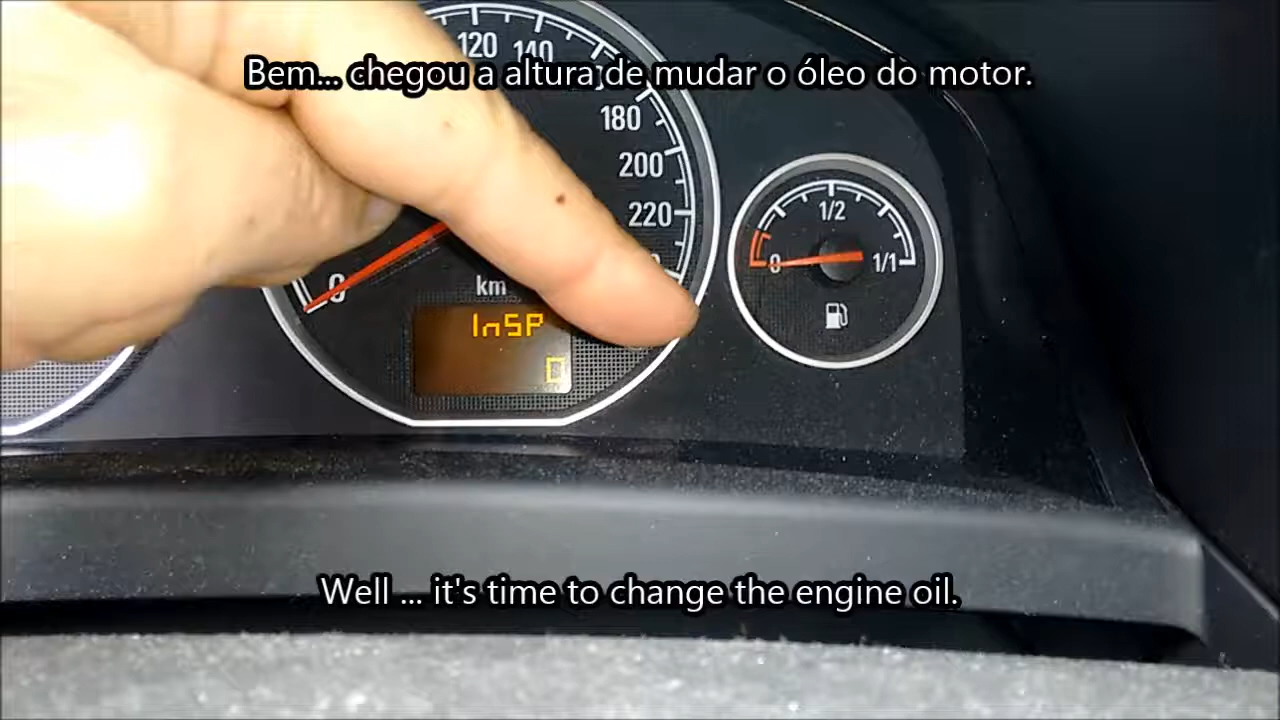 Bem... chegou a altura de mudar o óleo do motor.
120 140
180
200
220
0
km
InSP
0
1/2
0
1/1
Well ... it's time to change the engine oil.